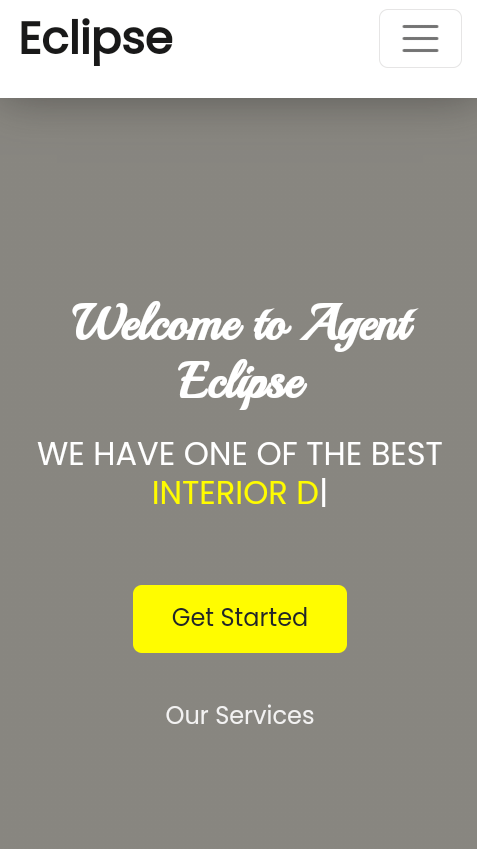 Eclipse
Welcome to Agent
Eclipse
WE HAVE ONE OF THE BEST
INTERIOR D|
Get Started
Our Services